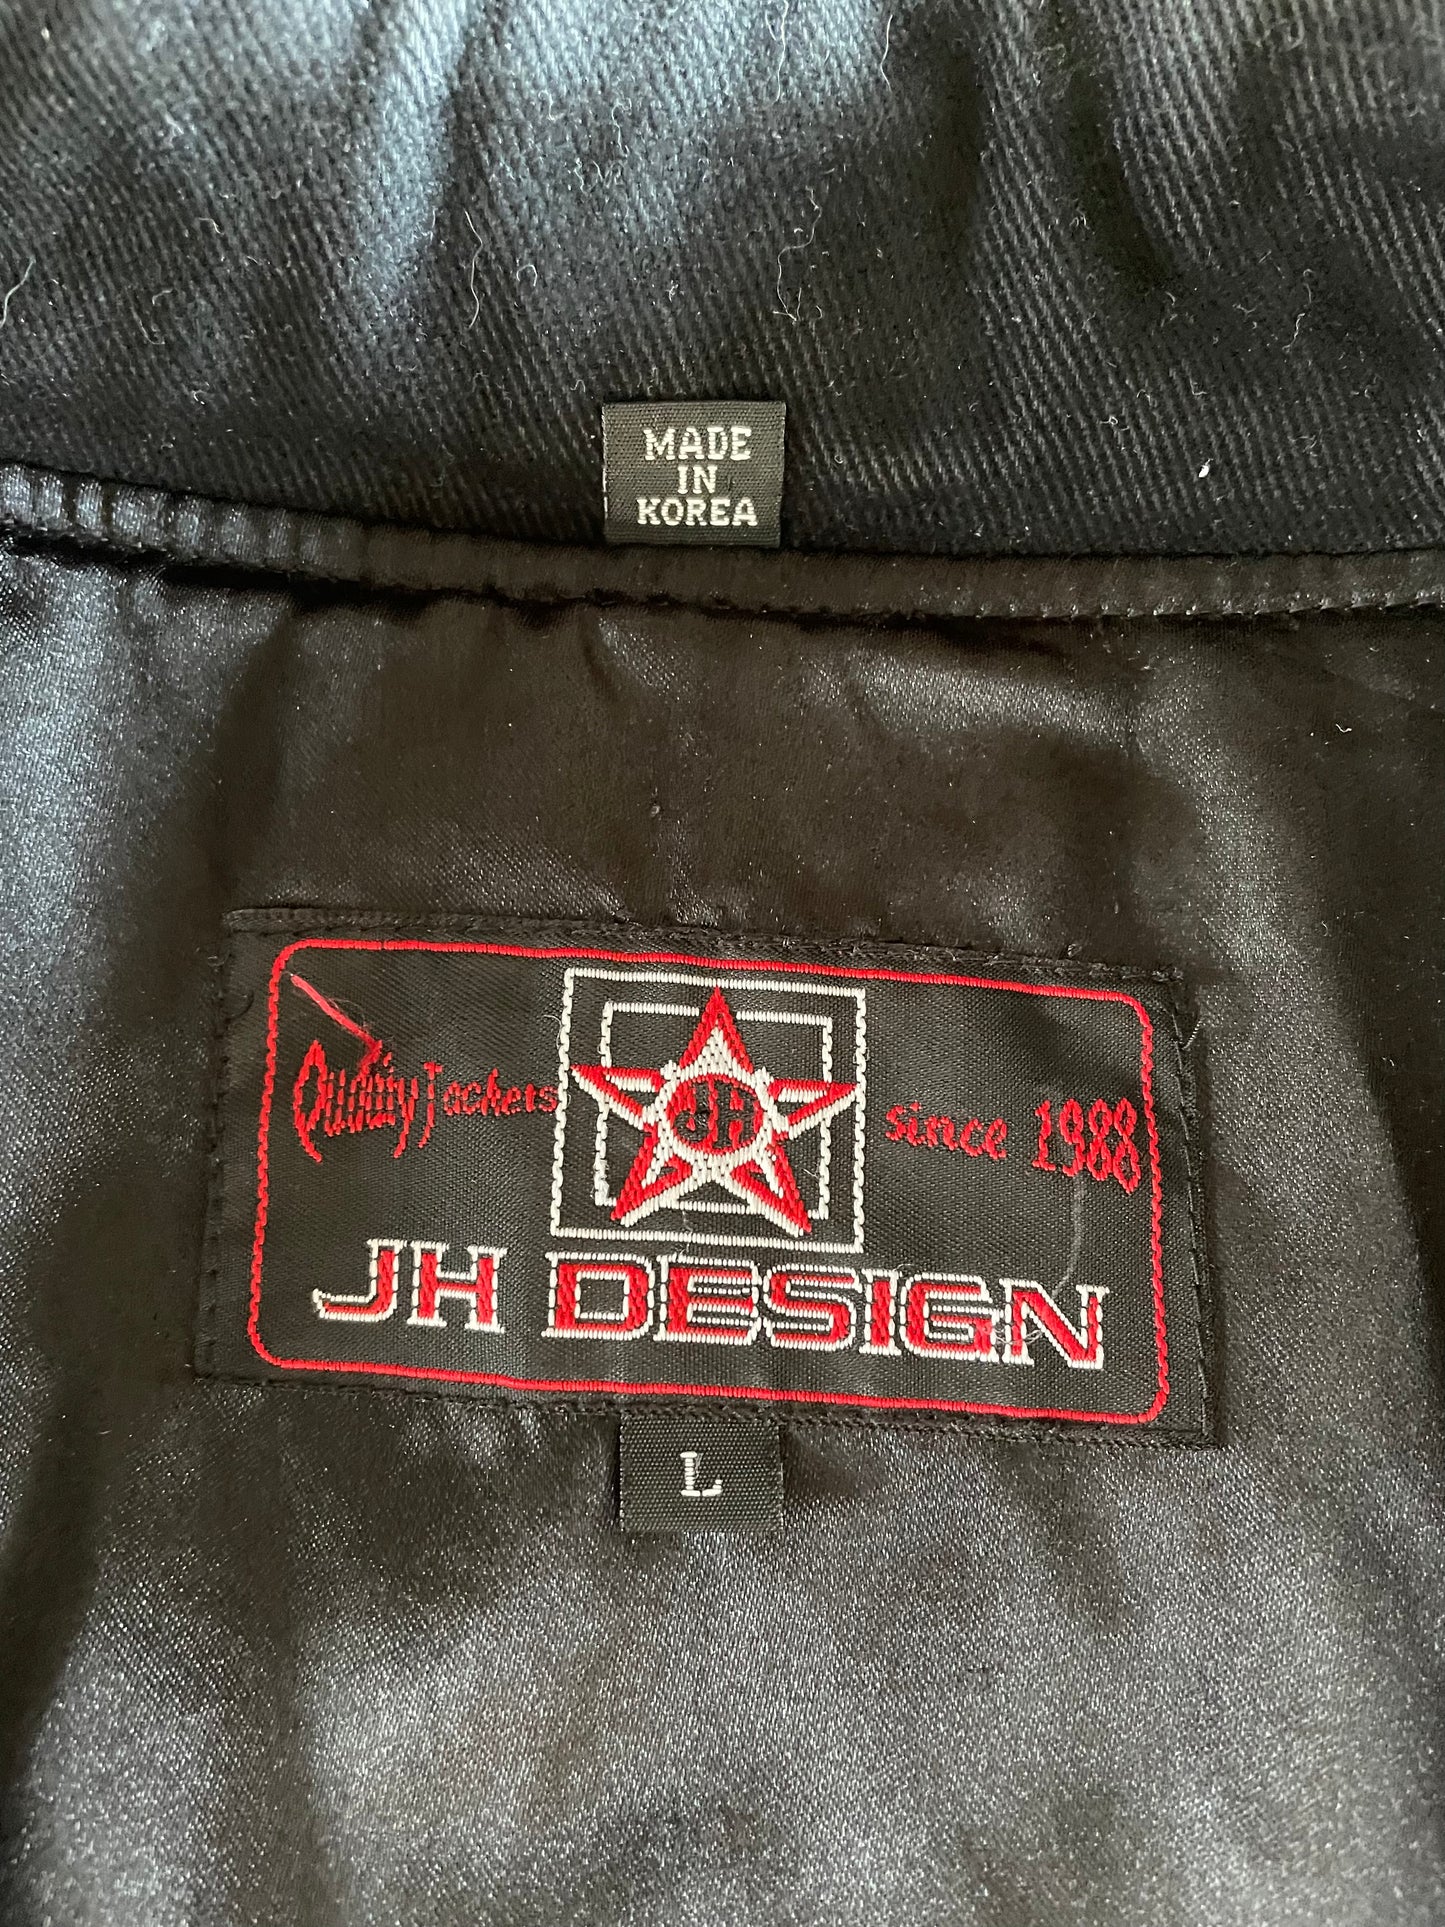 MADE
IN
KOREA
Quality Jackets since 1988
JH
JH DESIGN
L